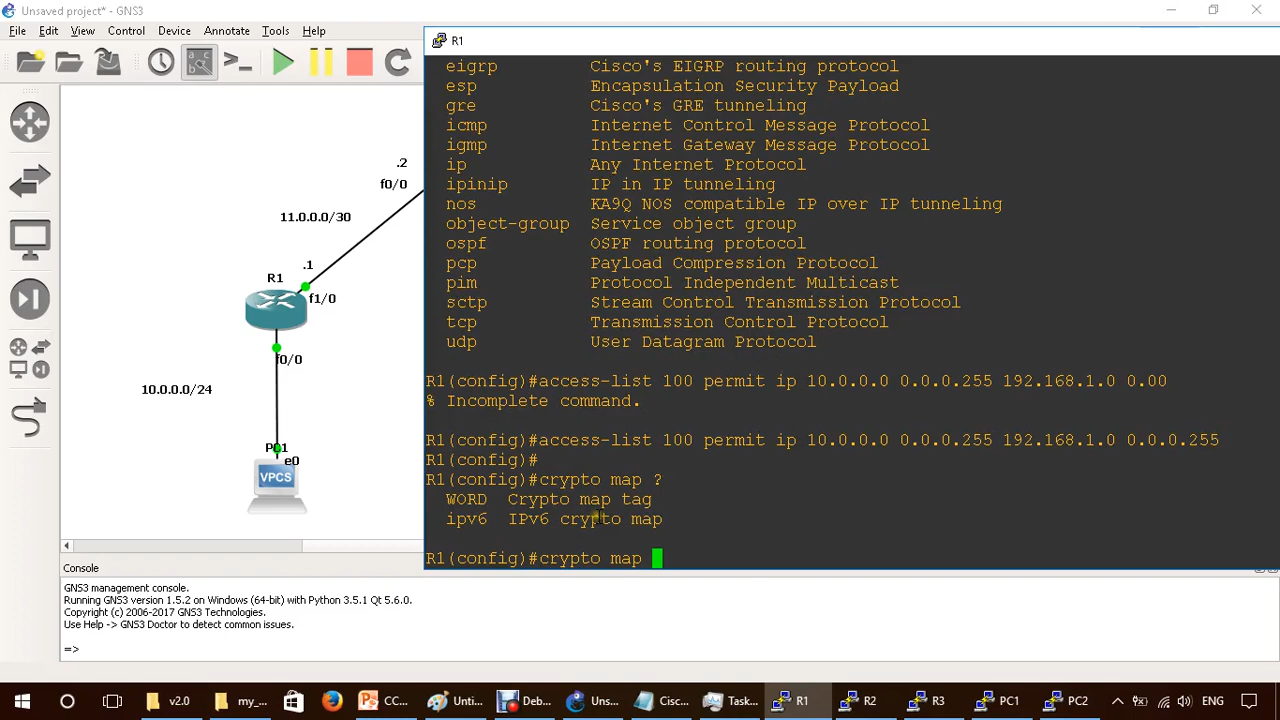 Unsaved project* - GNS3
File Edit View Control Device Annotate Tools Help
R1
eigrp Cisco's EIGRP routing protocol
esp Encapsulation Security Payload
gre Cisco's GRE tunneling
icmp Internet Control Message Protocol
igmp Internet Gateway Message Protocol
ip Any Internet Protocol
ipinip IP in IP tunneling
nos KA9Q NOS compatible IP over IP tunneling
object-group Service object group
ospf OSPF routing protocol
pcp Payload Compression Protocol
pim Protocol Independent Multicast
sctp Stream Control Transmission Protocol
tcp Transmission Control Protocol
udp User Datagram Protocol
R1(config)#access-list 100 permit ip 10.0.0.0 0.0.0.255 192.168.1.0 0.00
% Incomplete command.
R1(config)#access-list 100 permit ip 10.0.0.0 0.0.0.255 192.168.1.0 0.0.0.255
R1(config)#
R1(config)#crypto map ?
WORD Crypto map tag
ipv6 IPv6 crypto map
R1(config)#crypto map
.2
f0/0
11.0.0.0/30
.1
R1
f1/0
f0/0
10.0.0.0/24
PC1
e0
VPCS
Console
GNS3 management console.
Running GNS3 version 1.5.2 on Windows (64-bit) with Python 3.5.1 Qt 5.6.0.
Copyright (c) 2006-2017 GNS3 Technologies.
Use Help -> GNS3 Doctor to detect common issues.
=>
v2.0 my_... CC... Unti... Deb... Uns... Cisc... Task... R1 R2 R3 PC1 PC2 ENG